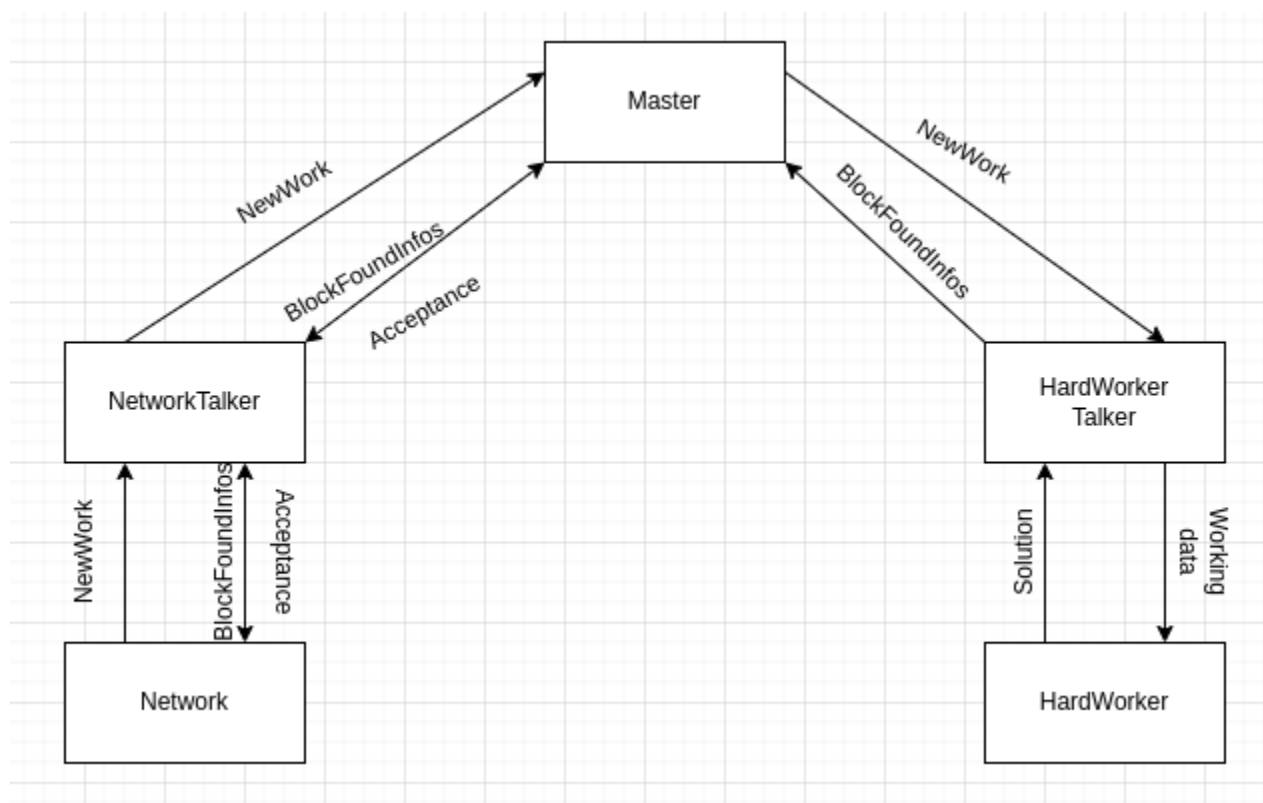 Master
NewWork
NewWork
BlockFoundInfos
BlockFoundInfos
Acceptance
NetworkTalker
HardWorker
Talker
NewWork
BlockFoundInfos
Acceptance
Solution
Working
data
Network
HardWorker